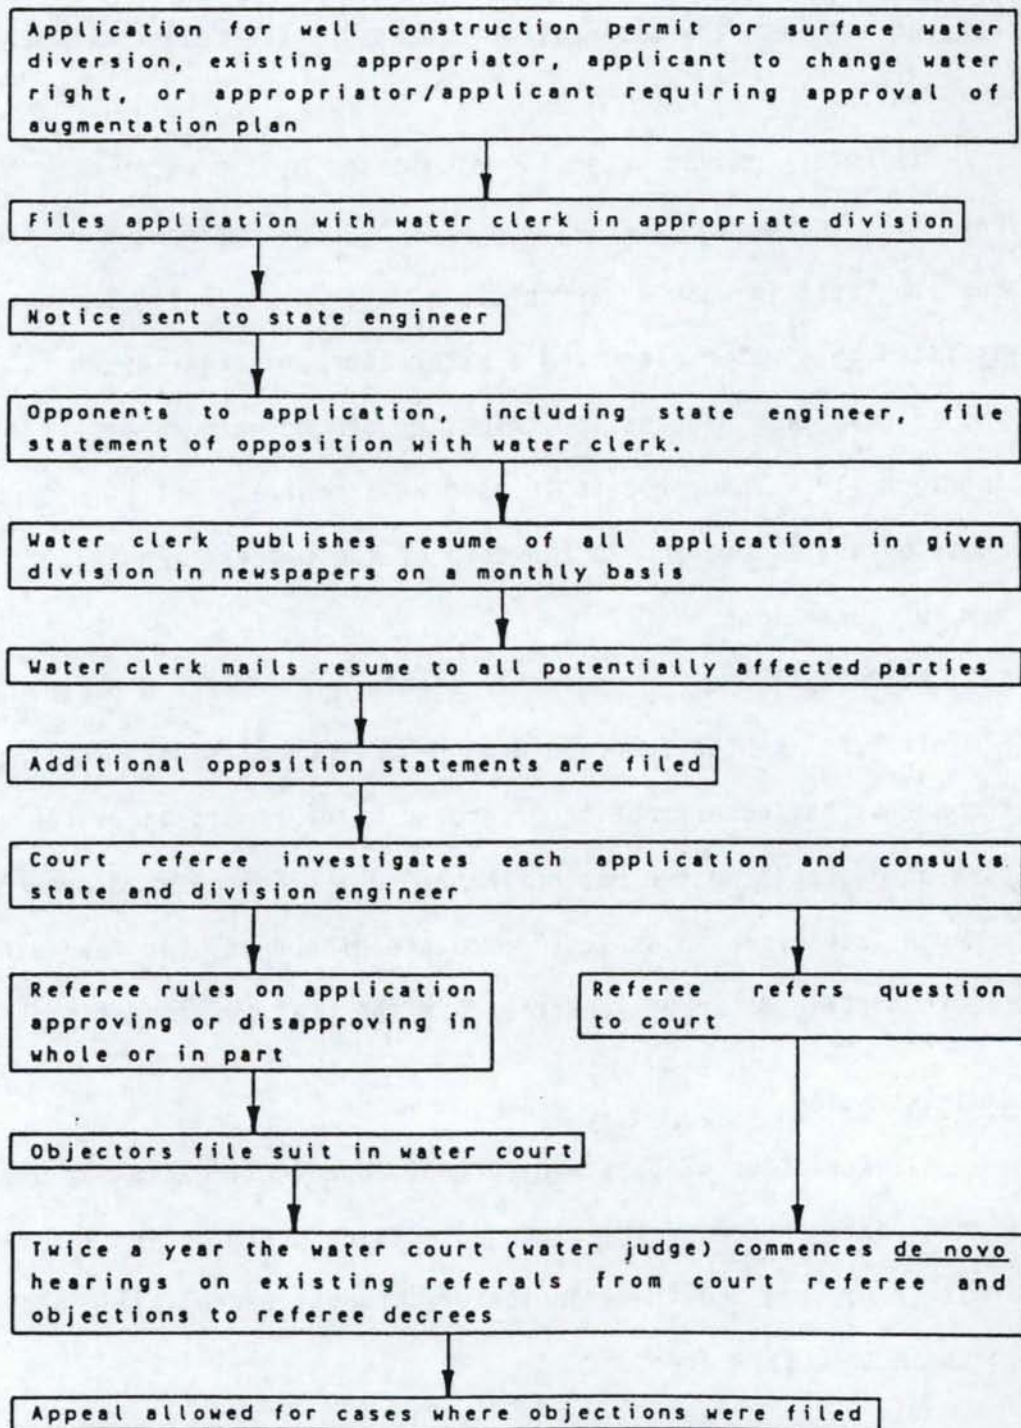 Application for well construction permit or surface water
diversion, existing appropriator, applicant to change water
right, or appropriator/applicant requiring approval of
augmentation plan
Files application with water clerk in appropriate division
Notice sent to state engineer
Opponents to application, including state engineer, file
statement of opposition with water clerk.
Water clerk publishes resume of all applications in given
division in newspapers on a monthly basis
Water clerk mails resume to all potentially affected parties
Additional opposition statements are filed
Court referee investigates each application and consults
state and division engineer
Referee rules on application
approving or disapproving in
whole or in part
Referee refers question
to court
Objectors file suit in water court
Twice a year the water court (water judge) commences de novo
hearings on existing referals from court referee and
objections to referee decrees
Appeal allowed for cases where objections were filed